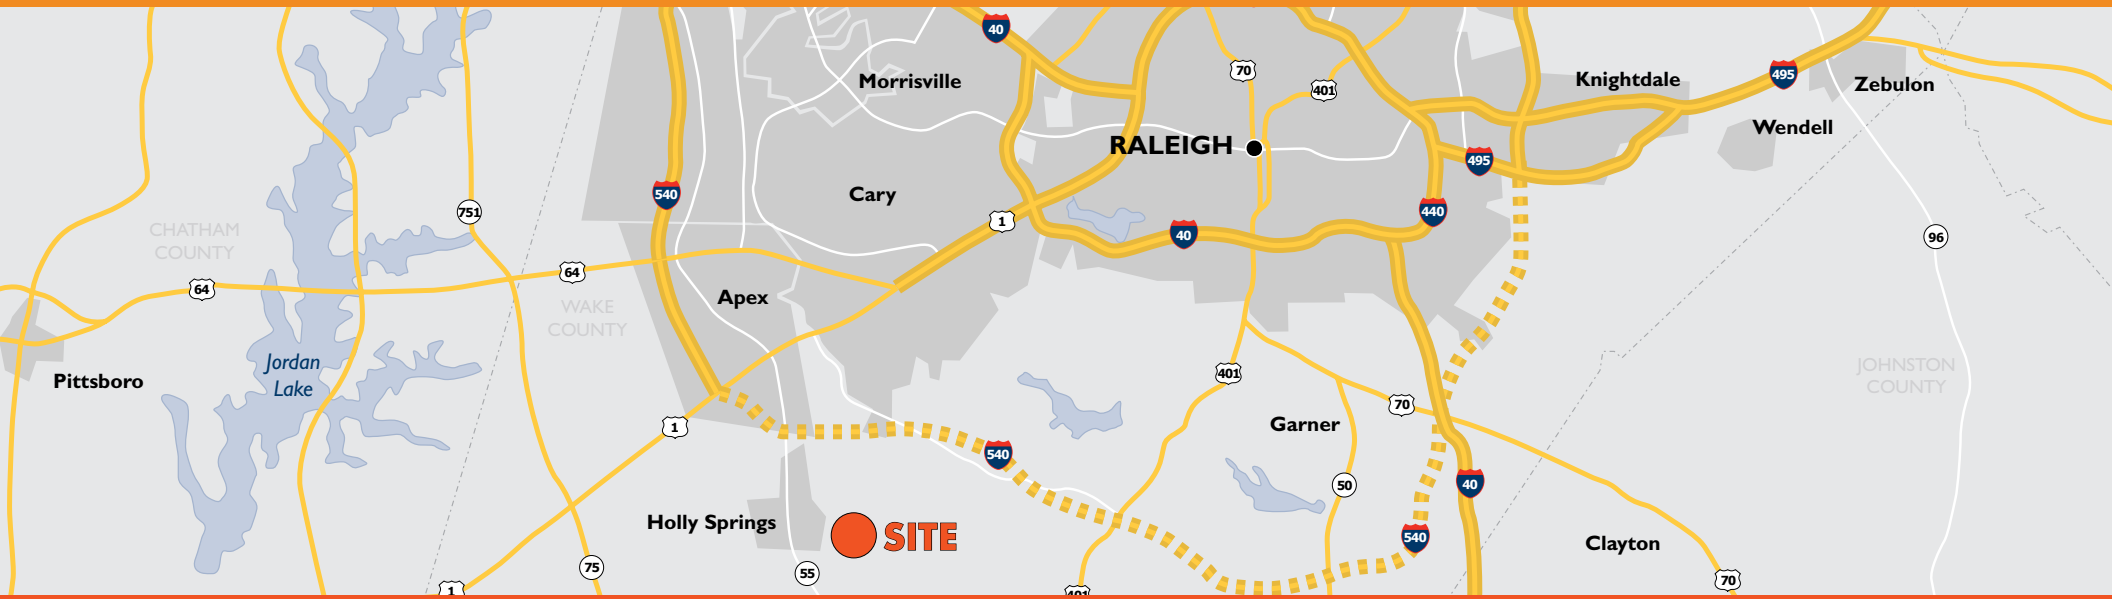 40
70
401
Morrisville
Knightdale
495
Zebulon
Wendell
RALEIGH
495
540
Cary
751
1
440
40
CHATHAM
COUNTY
96
64
64
Apex
WAKE
COUNTY
Jordan
Lake
Pittsboro
401
JOHNSTON
COUNTY
70
Garner
1
540
50
40
Holly Springs
SITE
540
Clayton
75
55
70
1
401